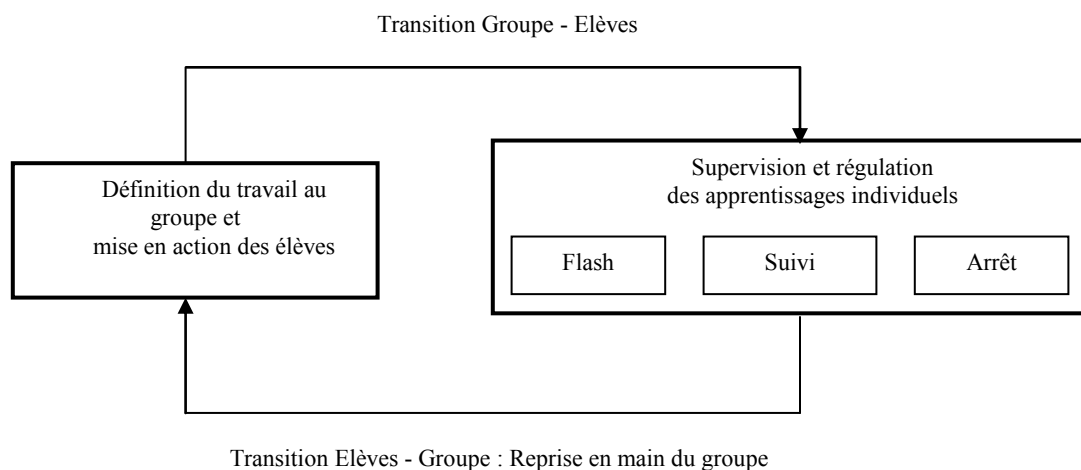 Transition Groupe - Elèves
Définition du travail au
groupe et
mise en action des élèves
Supervision et régulation
des apprentissages individuels
Flash
Suivi
Arrêt
Transition Elèves - Groupe : Reprise en main du groupe